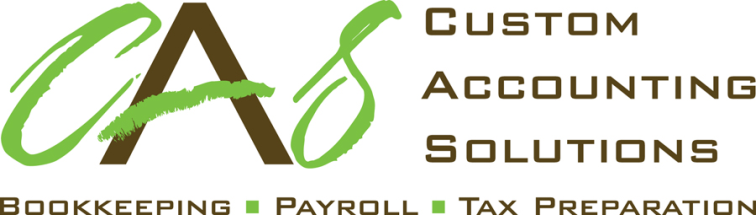 CAS
Custom
Accounting
Solutions
Bookkeeping ▪ Payroll ▪ Tax Preparation